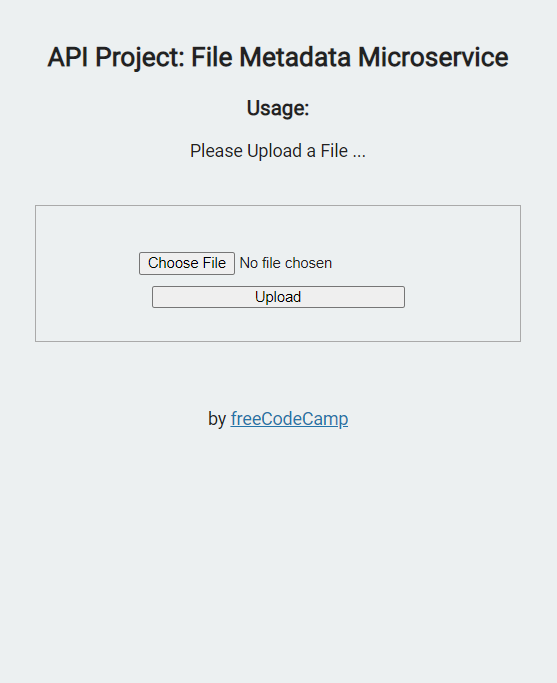 API Project: File Metadata Microservice
Usage:
Please Upload a File ...
Choose File No file chosen
Upload
by freeCodeCamp